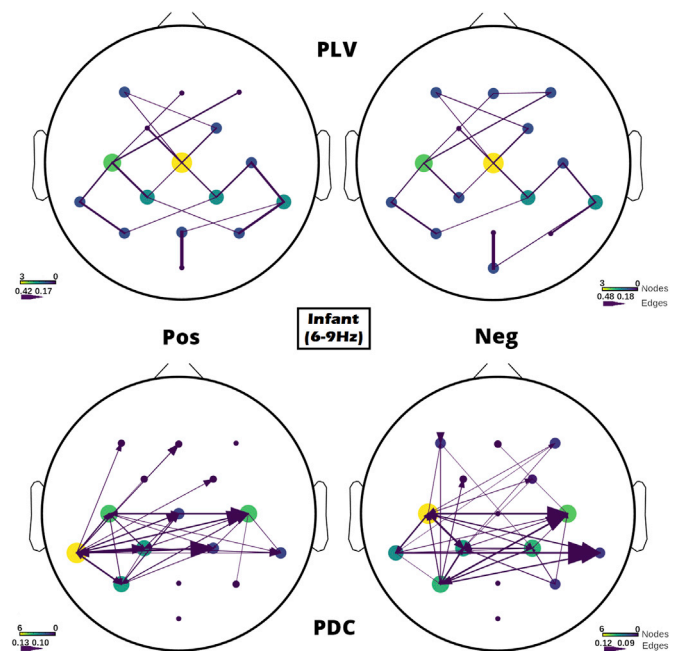 PLV
3 0
0.42 0.17
3 0 Nodes
0.48 0.18 Edges
Pos
Infant
(6-9Hz)
Neg
6 0
0.13 0.10
PDC
6 0 Nodes
0.12 0.09 Edges